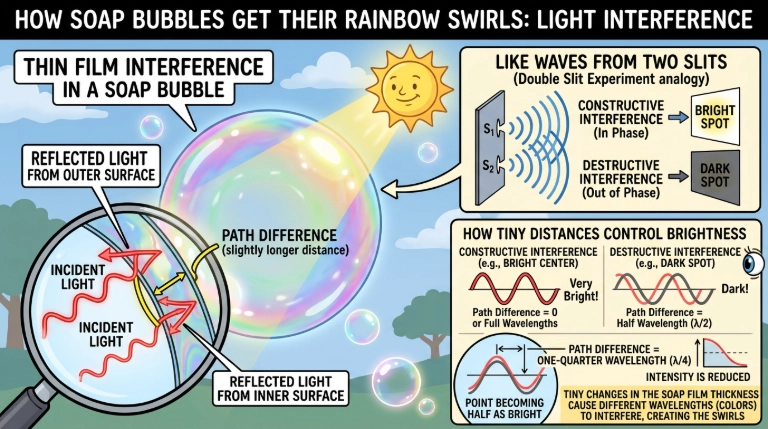 HOW SOAP BUBBLES GET THEIR RAINBOW SWIRLS: LIGHT INTERFERENCE
THIN FILM INTERFERENCE
IN A SOAP BUBBLE
REFLECTED LIGHT
FROM OUTER SURFACE
PATH DIFFERENCE
(slightly longer distance)
INCIDENT
LIGHT
INCIDENT
LIGHT
REFLECTED LIGHT
FROM INNER SURFACE
LIKE WAVES FROM TWO SLITS
(Double Slit Experiment analogy)
S₁
S₂
CONSTRUCTIVE
INTERFERENCE
(In Phase)
BRIGHT
SPOT
DESTRUCTIVE
INTERFERENCE
(Out of Phase)
DARK
SPOT
HOW TINY DISTANCES CONTROL BRIGHTNESS
CONSTRUCTIVE INTERFERENCE
(e.g., BRIGHT CENTER)
Very
Bright!
Path Difference = 0
or Full Wavelengths
DESTRUCTIVE INTERFERENCE
(e.g., DARK SPOT)
Dark!
Path Difference =
Half Wavelength (λ/2)
PATH DIFFERENCE =
ONE-QUARTER WAVELENGTH (λ/4)
INTENSITY IS REDUCED
POINT BECOMING
HALF AS BRIGHT
TINY CHANGES IN THE SOAP FILM THICKNESS
CAUSE DIFFERENT WAVELENGTHS (COLORS)
TO INTERFERE, CREATING THE SWIRLS